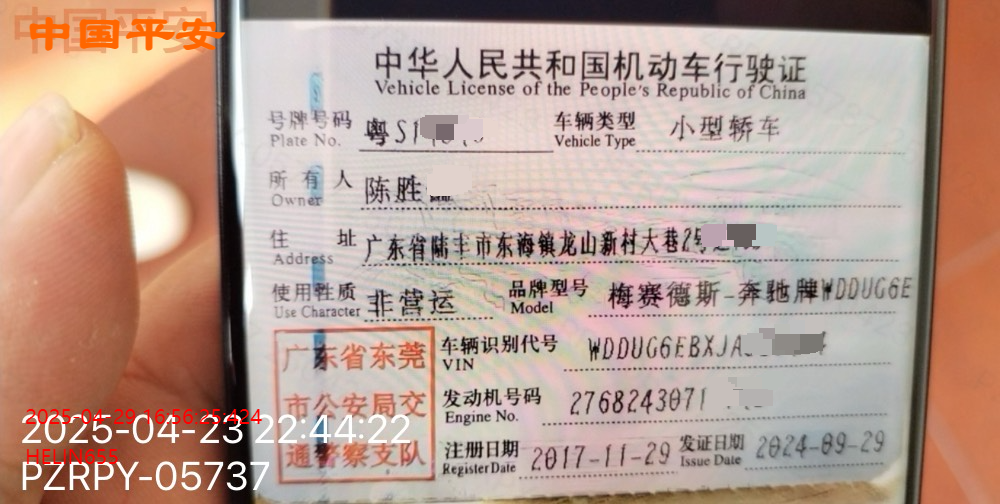 中国平安
中华人民共和国机动车行驶证
Vehicle License of the People's Republic of China
号牌号码 粤S1 车辆类型 小型轿车
Plate No. Vehicle Type
所有人 陈胜
Owner
住址 广东省陆丰市东海镇龙山新村大巷2号
Address
使用性质 非营运 品牌型号 梅赛德斯-奔驰牌WDDUG6E
Use Character Model
车辆识别代号 WDDUG6EBXJA
VIN
发动机号码 2768243071
Engine No.
注册日期 2017-11-29 发证日期 2024-09-29
Register Date Issue Date
广东省东莞
市公安局交
通警察支队
2025-04-29 16:56:25:424
2025-04-23 22:44:22
HELIN655
PZRPY-05737